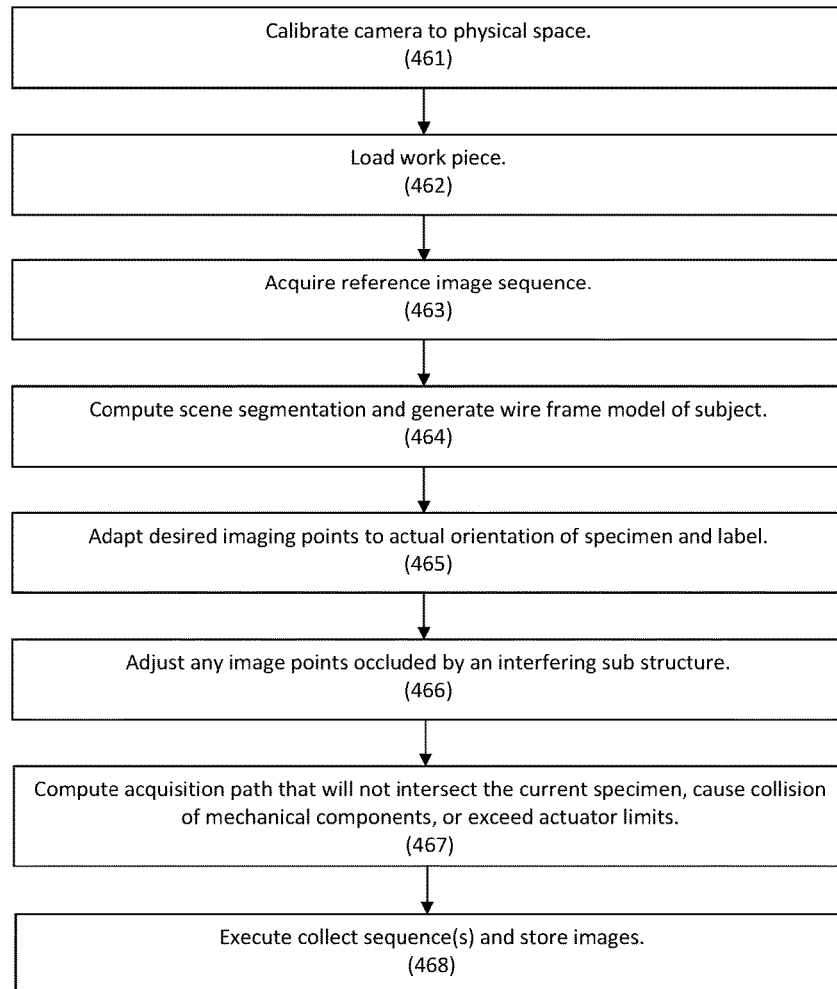 Calibrate camera to physical space.
(461)
Load work piece.
(462)
Acquire reference image sequence.
(463)
Compute scene segmentation and generate wire frame model of subject.
(464)
Adapt desired imaging points to actual orientation of specimen and label.
(465)
Adjust any image points occluded by an interfering sub structure.
(466)
Compute acquisition path that will not intersect the current specimen, cause collision
of mechanical components, or exceed actuator limits.
(467)
Execute collect sequence(s) and store images.
(468)